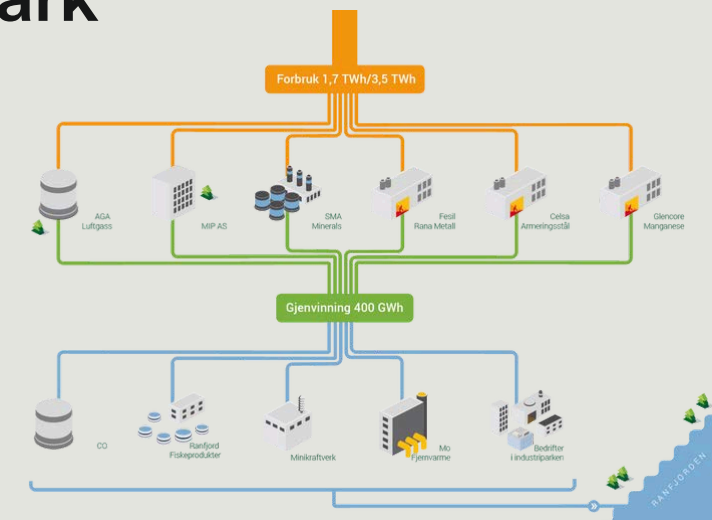 ark
Forbruk 1,7 TWh/3,5 TWh
AGA
Luftgass
MIP AS
SMA
Minerals
Fesil
Rana Metall
Celsa
Armeringsstål
Glencore
Manganese
Gjenvinning 400 GWh
CO
Ranfjord
Fiskeprodukter
Minikraftverk
Mo
Fjernvarme
Bedrifter
i industriparken
RANFJORDEN